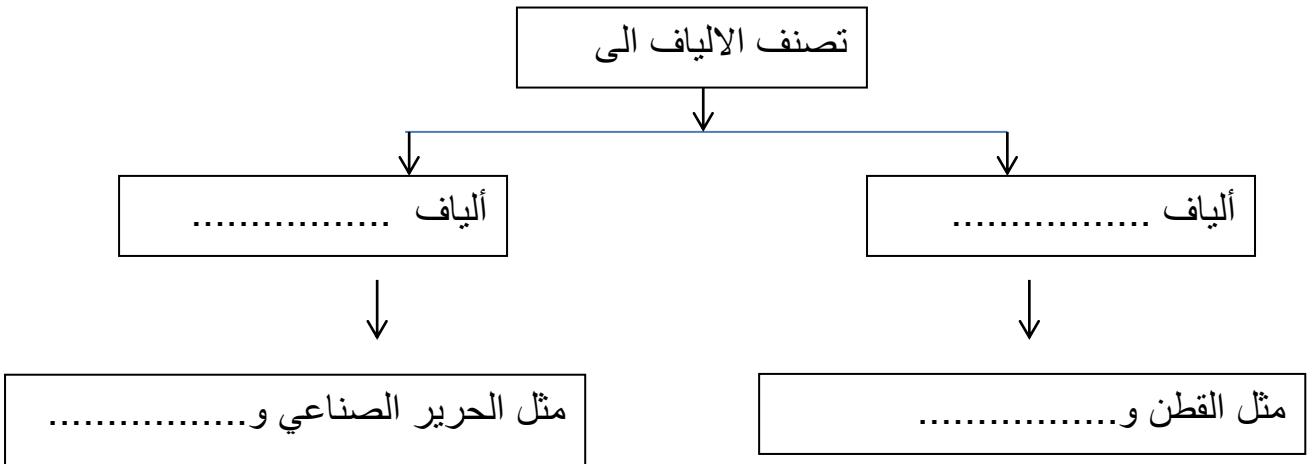 تصنف الالياف الى
ألياف .................
ألياف .................
مثل القطن و.................
مثل الحرير الصناعي و.................